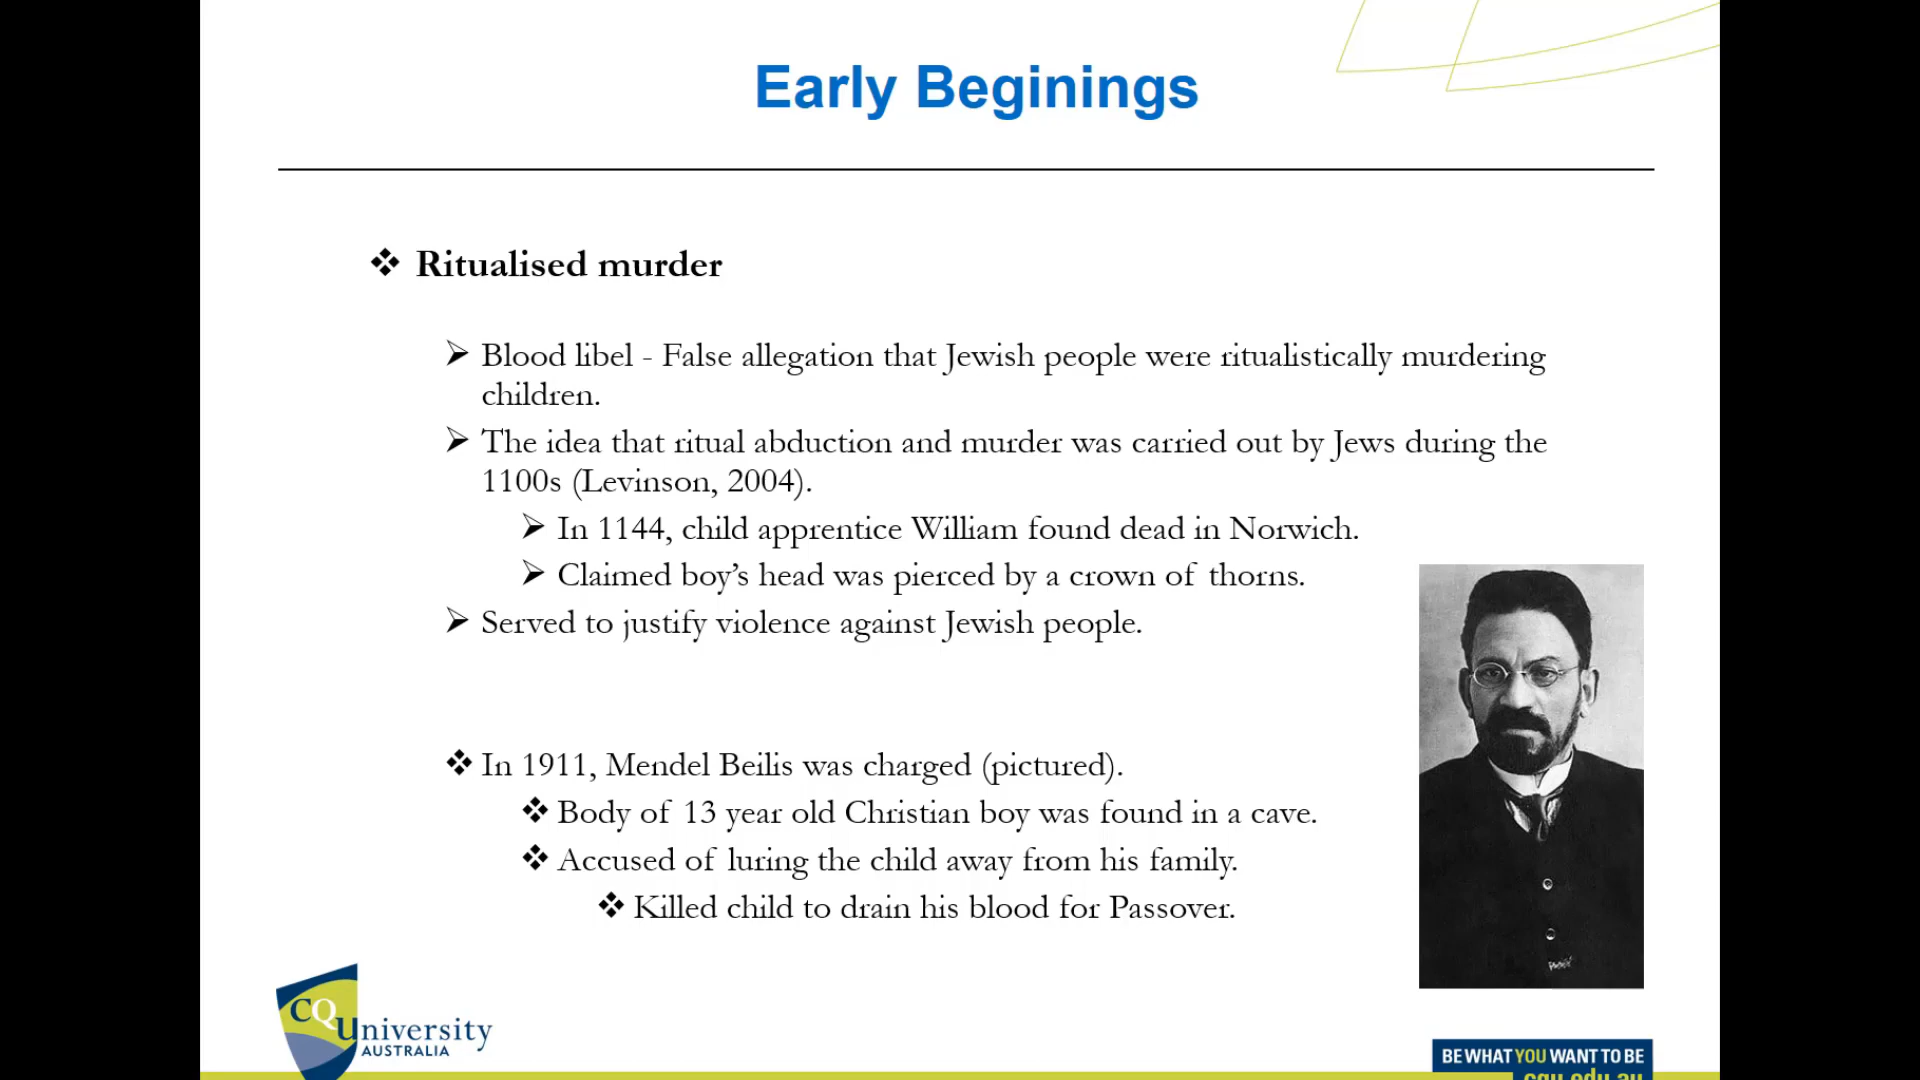 Early Beginings
Ritualised murder
Blood libel - False allegation that Jewish people were ritualistically murdering
children.
The idea that ritual abduction and murder was carried out by Jews during the
1100s (Levinson, 2004).
In 1144, child apprentice William found dead in Norwich.
Claimed boy’s head was pierced by a crown of thorns.
Served to justify violence against Jewish people.
In 1911, Mendel Beilis was charged (pictured).
Body of 13 year old Christian boy was found in a cave.
Accused of luring the child away from his family.
Killed child to drain his blood for Passover.
CQUniversity
AUSTRALIA
BE WHAT YOU WANT TO BE
cqu.edu.au